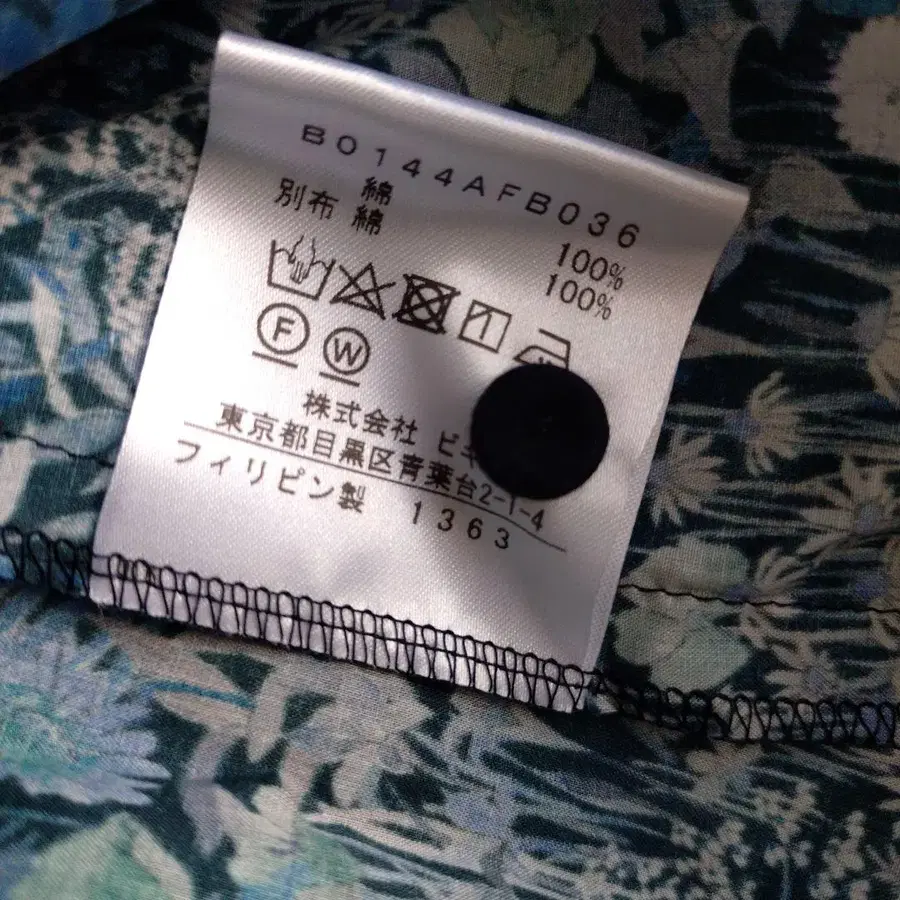 B0144AFB036
綿 100%
別布 綿 100%
F W
株式会社 ビギ
東京都目黒区青葉台2-1-4
フィリピン製 1363